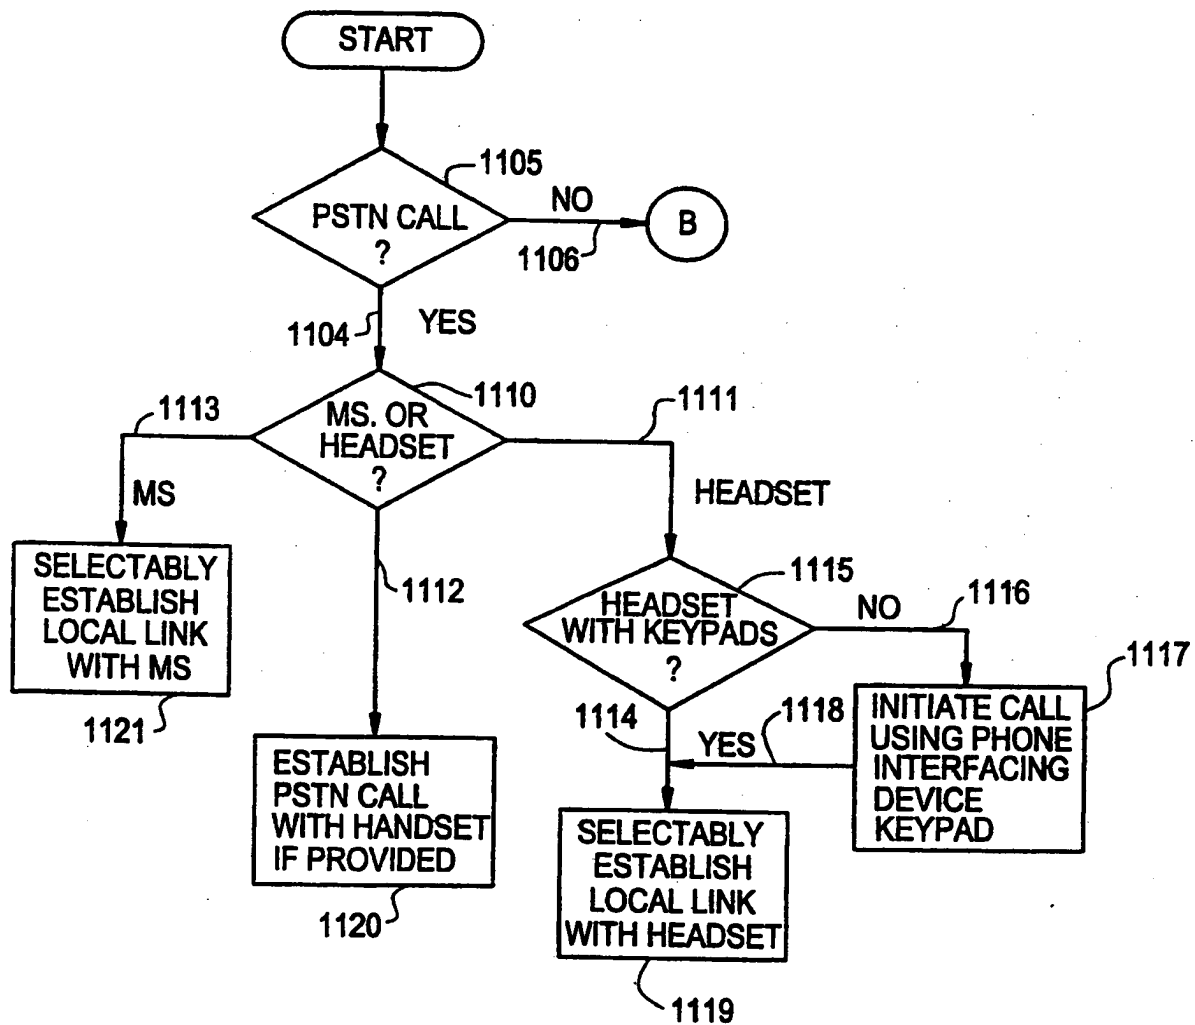 START
1105
PSTN CALL
?
NO
1106
B
1104
YES
1110
MS. OR
HEADSET
?
1113
MS
1111
HEADSET
1112
SELECTABLY
ESTABLISH
LOCAL LINK
WITH MS
1121
1115
HEADSET
WITH KEYPADS
?
NO
1116
1117
INITIATE CALL
USING PHONE
INTERFACING
DEVICE
KEYPAD
1114
YES
1118
ESTABLISH
PSTN CALL
WITH HANDSET
IF PROVIDED
1120
SELECTABLY
ESTABLISH
LOCAL LINK
WITH HEADSET
1119